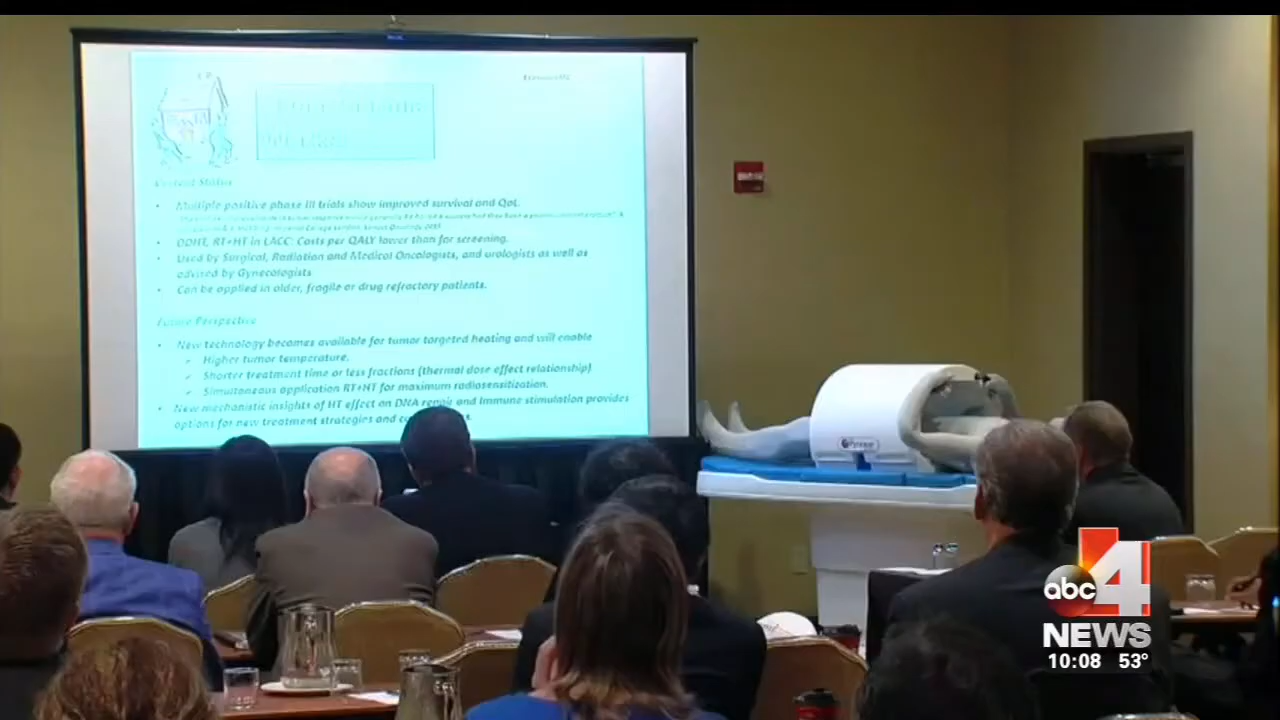 Current Status
• Multiple positive phase III trials show improved survival and QoL.
• DDHT, RT+HT in LACC: Costs per QALY lower than for screening.
• Used by Surgical, Radiation and Medical Oncologists, and urologists as well as
advised by Gynecologists
• Can be applied in older, fragile or drug refractory patients.
Future Perspective
• New technology becomes available for tumor targeted heating and will enable
✓ Higher tumor temperature.
✓ Shorter treatment time or less fractions (thermal dose effect relationship)
✓ Simultaneous application RT+HT for maximum radiosensitization.
• New mechanistic insights of HT effect on DNA repair and Immune stimulation provides
options for new treatment strategies and
abc 4
NEWS
10:08 53°